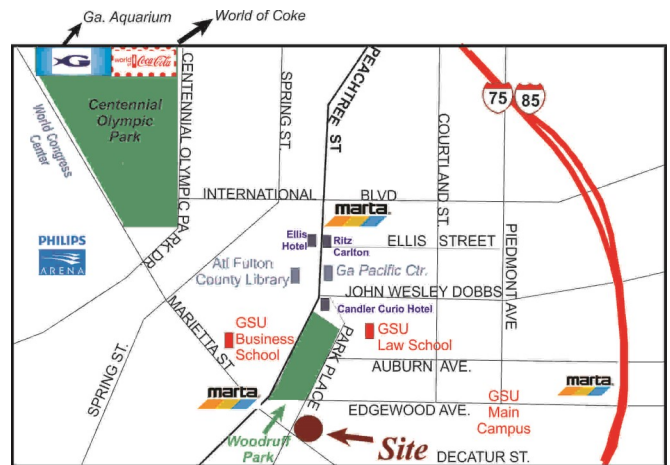 Ga. Aquarium
World of Coke
G
world of Coca-Cola
Centennial
Olympic
Park
World Congress
Center
CENTENNIAL OLYMPIC PARK DR
SPRING ST.
PEACHTREE ST
COURTLAND ST.
PIEDMONT AVE
75
85
INTERNATIONAL BLVD
marta
Ellis
Hotel
Ritz
Carlton
ELLIS STREET
PHILIPS
ARENA
Atl Fulton
County Library
Ga Pacific Ctr.
JOHN WESLEY DOBBS
Candler Curio Hotel
MARIETTA ST
GSU
Business
School
PARK PLACE
GSU
Law School
AUBURN AVE.
SPRING ST.
marta
marta
EDGEWOOD AVE.
GSU
Main
Campus
Woodruff
Park
Site
DECATUR ST.